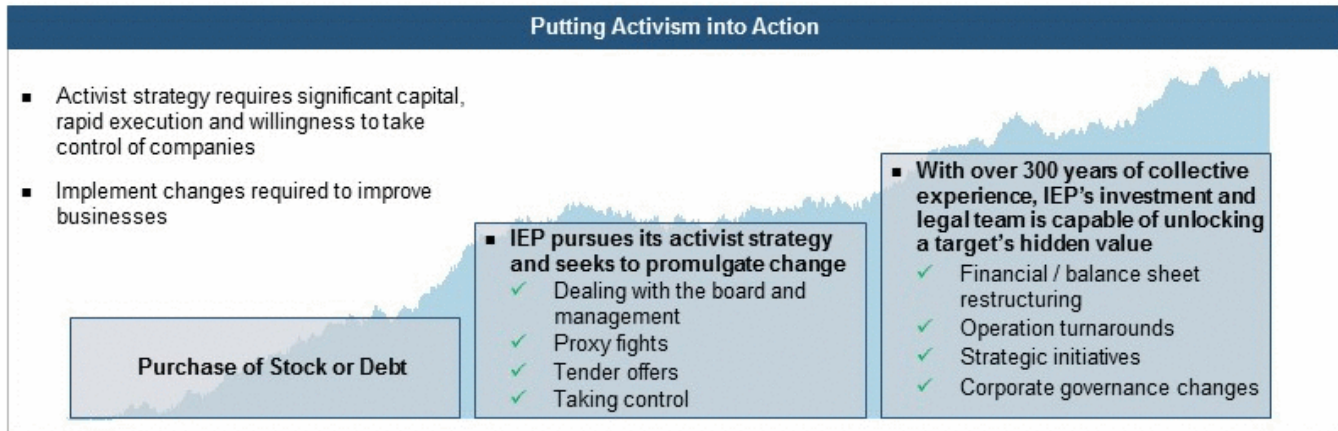 Putting Activism into Action
▪ Activist strategy requires significant capital,
rapid execution and willingness to take
control of companies
▪ Implement changes required to improve
businesses
Purchase of Stock or Debt
▪ IEP pursues its activist strategy
and seeks to promulgate change
✓ Dealing with the board and
management
✓ Proxy fights
✓ Tender offers
✓ Taking control
▪ With over 300 years of collective
experience, IEP's investment and
legal team is capable of unlocking
a target's hidden value
✓ Financial / balance sheet
restructuring
✓ Operation turnarounds
✓ Strategic initiatives
✓ Corporate governance changes